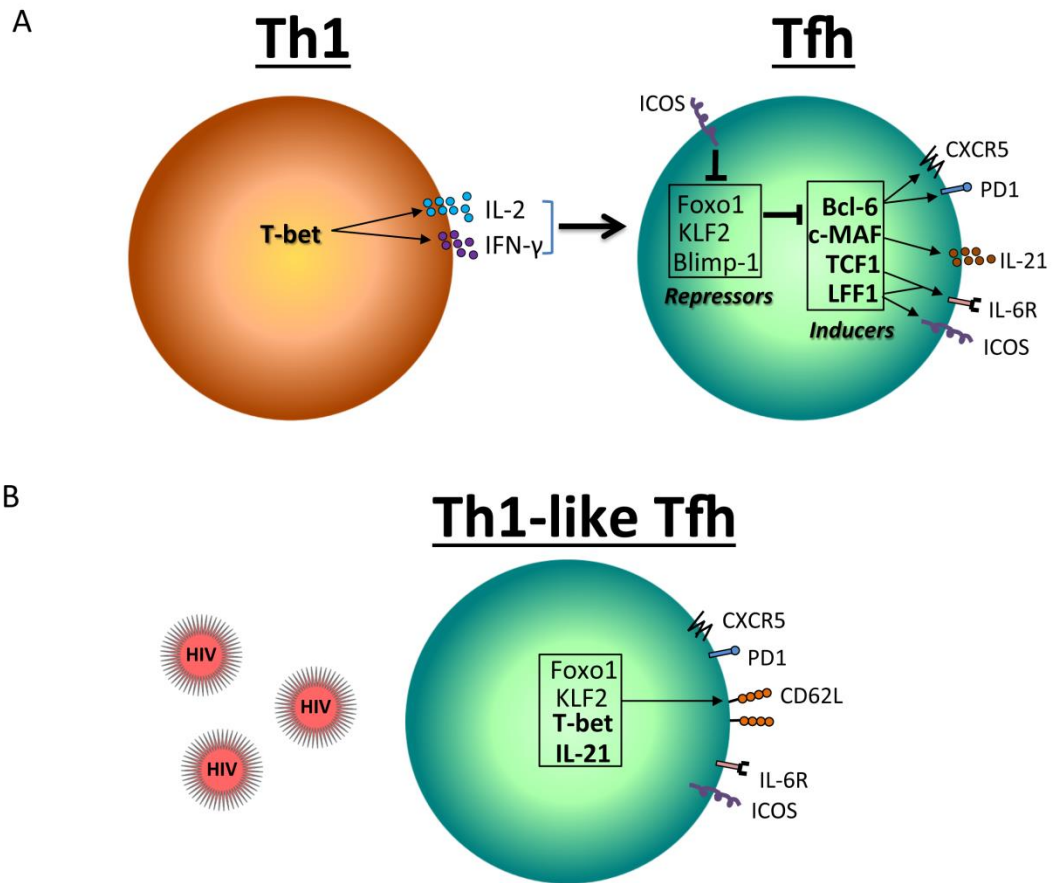 A
Th1
Tfh
T-bet
IL-2
IFN-γ
ICOS
Foxo1
KLF2
Blimp-1
Repressors
Bcl-6
c-MAF
TCF1
LFF1
Inducers
CXCR5
PD1
IL-21
IL-6R
ICOS
B
Th1-like Tfh
HIV
HIV
HIV
Foxo1
KLF2
T-bet
IL-21
CXCR5
PD1
CD62L
IL-6R
ICOS